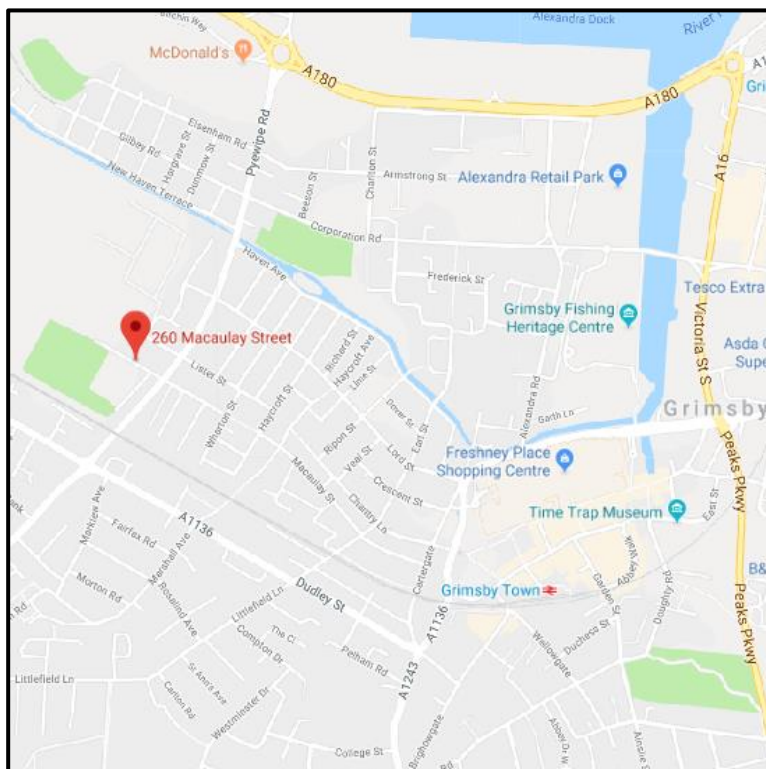 Alexandra Dock
River
McDonald's
A180
A180
A16
Elsenham Rd
Gilbey Rd
Hargrave St
Dunmow St
Pyewipe Rd
New Haven Terrace
Beeson St
Charlton St
Armstrong St
Alexandra Retail Park
Corporation Rd
Haven Ave
Frederick St
Tesco Extra
Grimsby Fishing
Heritage Centre
Victoria St S
260 Macaulay Street
Richard St
Haycroft Ave
Lime St
Lister St
Wharton St
Haycroft St
Dover St
Earl St
Alexandra Rd
Garth Ln
Grimsby
Asda
Ripon St
Veal St
Lord St
Macaulay St
Crescent St
Chantry Ln
Freshney Place
Shopping Centre
Peaks Pkwy
Time Trap Museum
East St
Marklew Ave
A1136
Fairfax Rd
Marshall Ave
Cartergate
Abbey Walk
Dudley St
Grimsby Town
Garden St
Doughty Rd
Morton Rd
Rosalind Ave
Littlefield Ln
A1136
Peaks Pkwy
The Cl
Compton Dr
Pelham Rd
Wellowgate
Duchess St
Littlefield Ln
St Ann's Ave
Carlton Rd
Westminster Dr
A1243
Brighowgate
College St
Abbey Dr W
Ainslie St